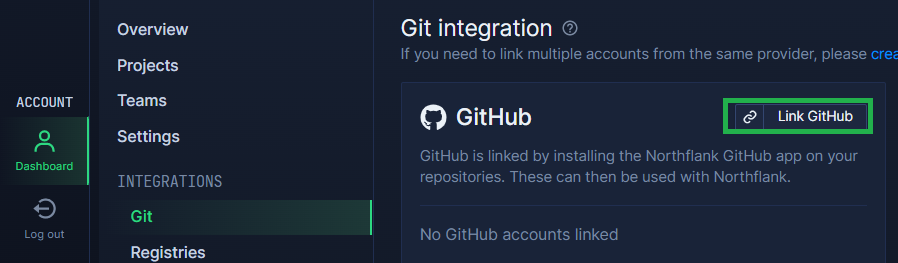 ACCOUNT
Dashboard
Log out
Overview
Projects
Teams
Settings
INTEGRATIONS
Git
Registries
Git integration ?
If you need to link multiple accounts from the same provider, please crea
GitHub
Link GitHub
GitHub is linked by installing the Northflank GitHub app on your
repositories. These can then be used with Northflank.
No GitHub accounts linked